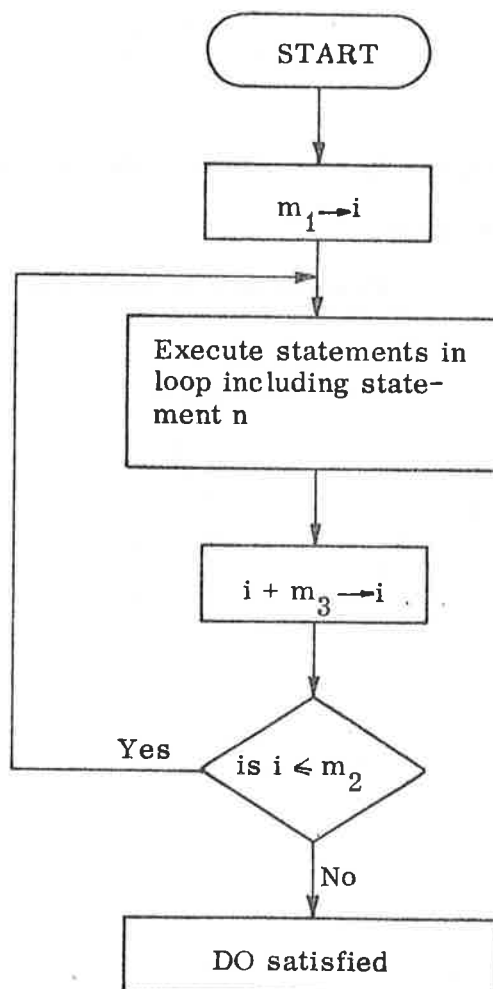 START
m₁ → i
Execute statements in
loop including state-
ment n
i + m₃ → i
Yes
is i ⩽ m₂
No
DO satisfied